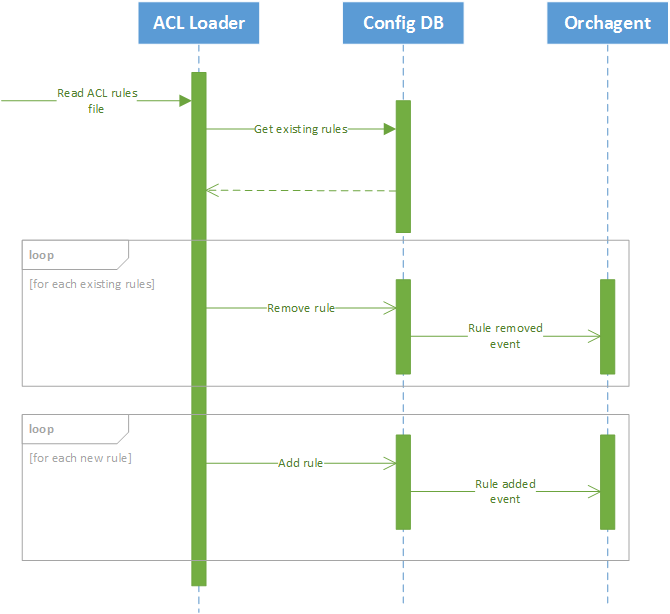 ACL Loader
Config DB
Orchagent
Read ACL rules
file
Get existing rules
loop
[for each existing rules]
Remove rule
Rule removed
event
loop
[for each new rule]
Add rule
Rule added
event